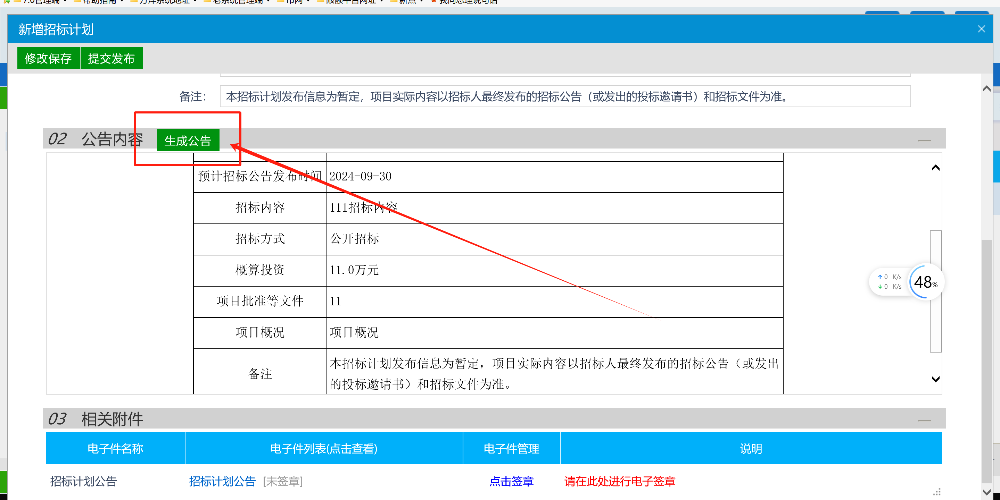 7.0管理端 帮助指南 万洋系统地址 老系统管理端 币网 限额平台网址 新点
新增招标计划
修改保存 提交发布
备注： 本招标计划发布信息为暂定，项目实际内容以招标人最终发布的招标公告（或发出的投标邀请书）和招标文件为准。
02 公告内容 生成公告
预计招标公告发布时间 2024-09-30
招标内容 111招标内容
招标方式 公开招标
概算投资 11.0万元
项目批准等文件 11
项目概况 项目概况
备注 本招标计划发布信息为暂定，项目实际内容以招标人最终发布的招标公告（或发出
的投标邀请书）和招标文件为准。
↑ 0 K/s
↓ 0 K/s
48%
03 相关附件
电子件名称 电子件列表(点击查看) 电子件管理 说明
招标计划公告 招标计划公告 [未签章] 点击签章 请在此处进行电子签章